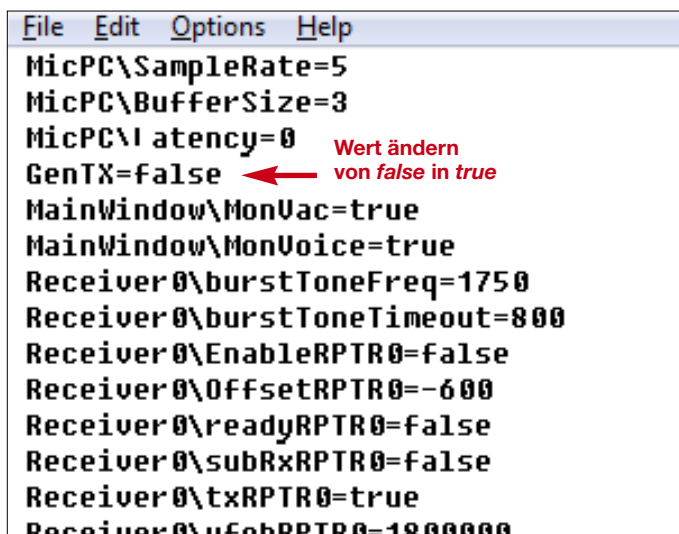 File Edit Options Help
MicPC\SampleRate=5
MicPC\BufferSize=3
MicPC\Latency=0
GenTX=false
Wert ändern
von false in true
MainWindow\MonVac=true
MainWindow\MonVoice=true
Receiver0\burstToneFreq=1750
Receiver0\burstToneTimeout=800
Receiver0\EnableRPTR0=false
Receiver0\OffsetRPTR0=-600
Receiver0\readyRPTR0=false
Receiver0\subRxRPTR0=false
Receiver0\txRPTR0=true